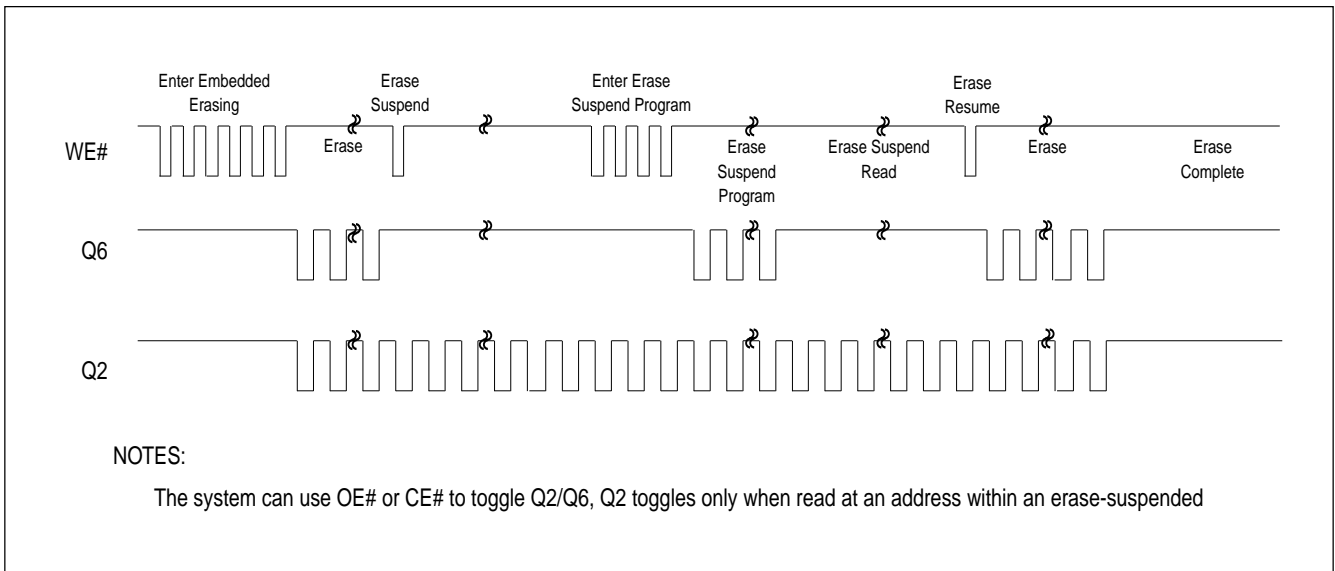 Enter Embedded
Erasing
Erase
Suspend
Enter Erase
Suspend Program
Erase
Resume
WE#
Erase
Erase
Suspend
Program
Erase Suspend
Read
Erase
Erase
Complete
Q6
Q2
NOTES:
The system can use OE# or CE# to toggle Q2/Q6, Q2 toggles only when read at an address within an erase-suspended